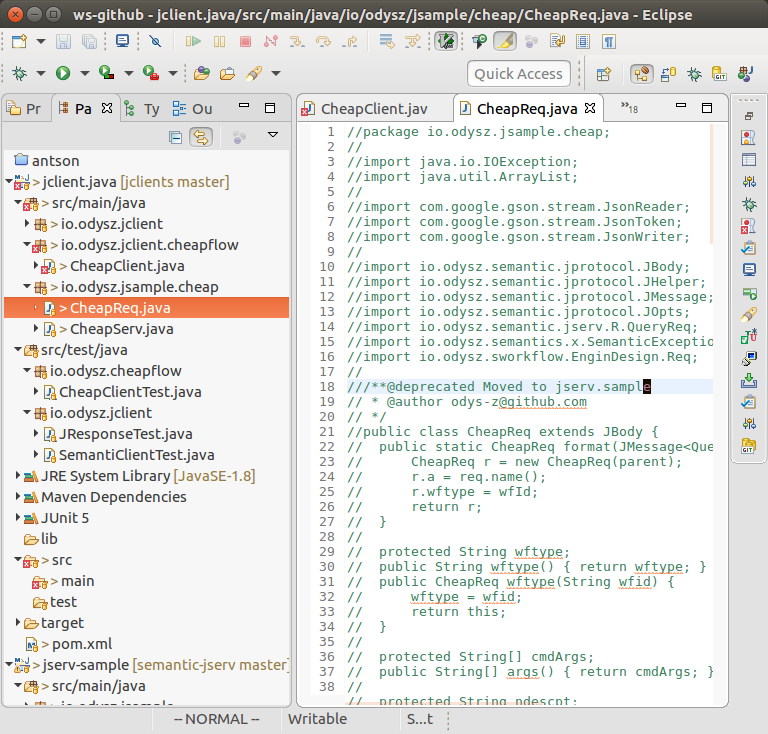 ws-github - jclient.java/src/main/java/io/odysz/jsample/cheap/CheapReq.java - Eclipse
Quick Access
Pr
Pa
Ty
Ou
CheapClient.jav
CheapReq.java
»18
antson
> jclient.java [jclients master]
> src/main/java
> io.odysz.jclient
> io.odysz.jclient.cheapflow
> CheapClient.java
> io.odysz.jsample.cheap
> CheapReq.java
> CheapServ.java
src/test/java
io.odysz.cheapflow
> CheapClientTest.java
io.odysz.jclient
JResponseTest.java
SemantiClientTest.java
JRE System Library [JavaSE-1.8]
Maven Dependencies
JUnit 5
lib
> src
> main
test
target
> pom.xml
> jserv-sample [semantic-jserv master]
src/main/java
1 //package io.odysz.jsample.cheap;
2 //
3 //import java.io.IOException;
4 //import java.util.ArrayList;
5 //
6 //import com.google.gson.stream.JsonReader;
7 //import com.google.gson.stream.JsonToken;
8 //import com.google.gson.stream.JsonWriter;
9 //
10 //import io.odysz.semantic.jprotocol.JBody;
11 //import io.odysz.semantic.jprotocol.JHelper;
12 //import io.odysz.semantic.jprotocol.JMessage;
13 //import io.odysz.semantic.jprotocol.JOpts;
14 //import io.odysz.semantic.jserv.R.QueryReq;
15 //import io.odysz.semantics.x.SemanticException
16 //import io.odysz.sworkflow.EnginDesign.Req;
17 //
18 ///**@deprecated Moved to jserv.sample
19 // * @author odys-z@github.com
20 // */
21 //public class CheapReq extends JBody {
22 //  public static CheapReq format(JMessage<Que
23 //      CheapReq r = new CheapReq(parent);
24 //      r.a = req.name();
25 //      r.wftype = wfId;
26 //      return r;
27 //  }
28 //
29 //  protected String wftype;
30 //  public String wftype() { return wftype; }
31 //  public CheapReq wftype(String wfid) {
32 //      wftype = wfid;
33 //      return this;
34 //  }
35 //
36 //  protected String[] cmdArgs;
37 //  public String[] args() { return cmdArgs; }
38 //
//  protected String ndescpt;
-- NORMAL --
Writable
S...t